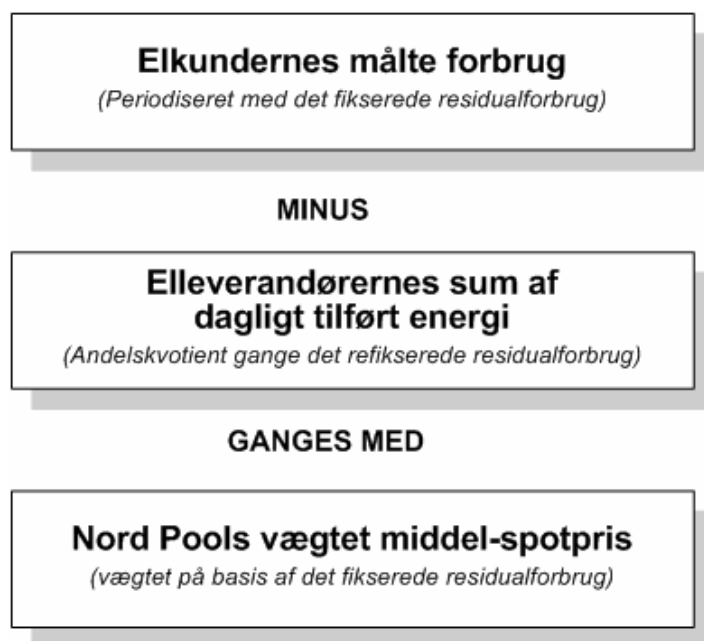 Elkundernes målte forbrug
(Periodiseret med det fikserede residualforbrug)
MINUS
Elleverandørernes sum af
dagligt tilført energi
(Andelskvotient gange det refikserede residualforbrug)
GANGES MED
Nord Pools vægtet middel-spotpris
(vægtet på basis af det fikserede residualforbrug)